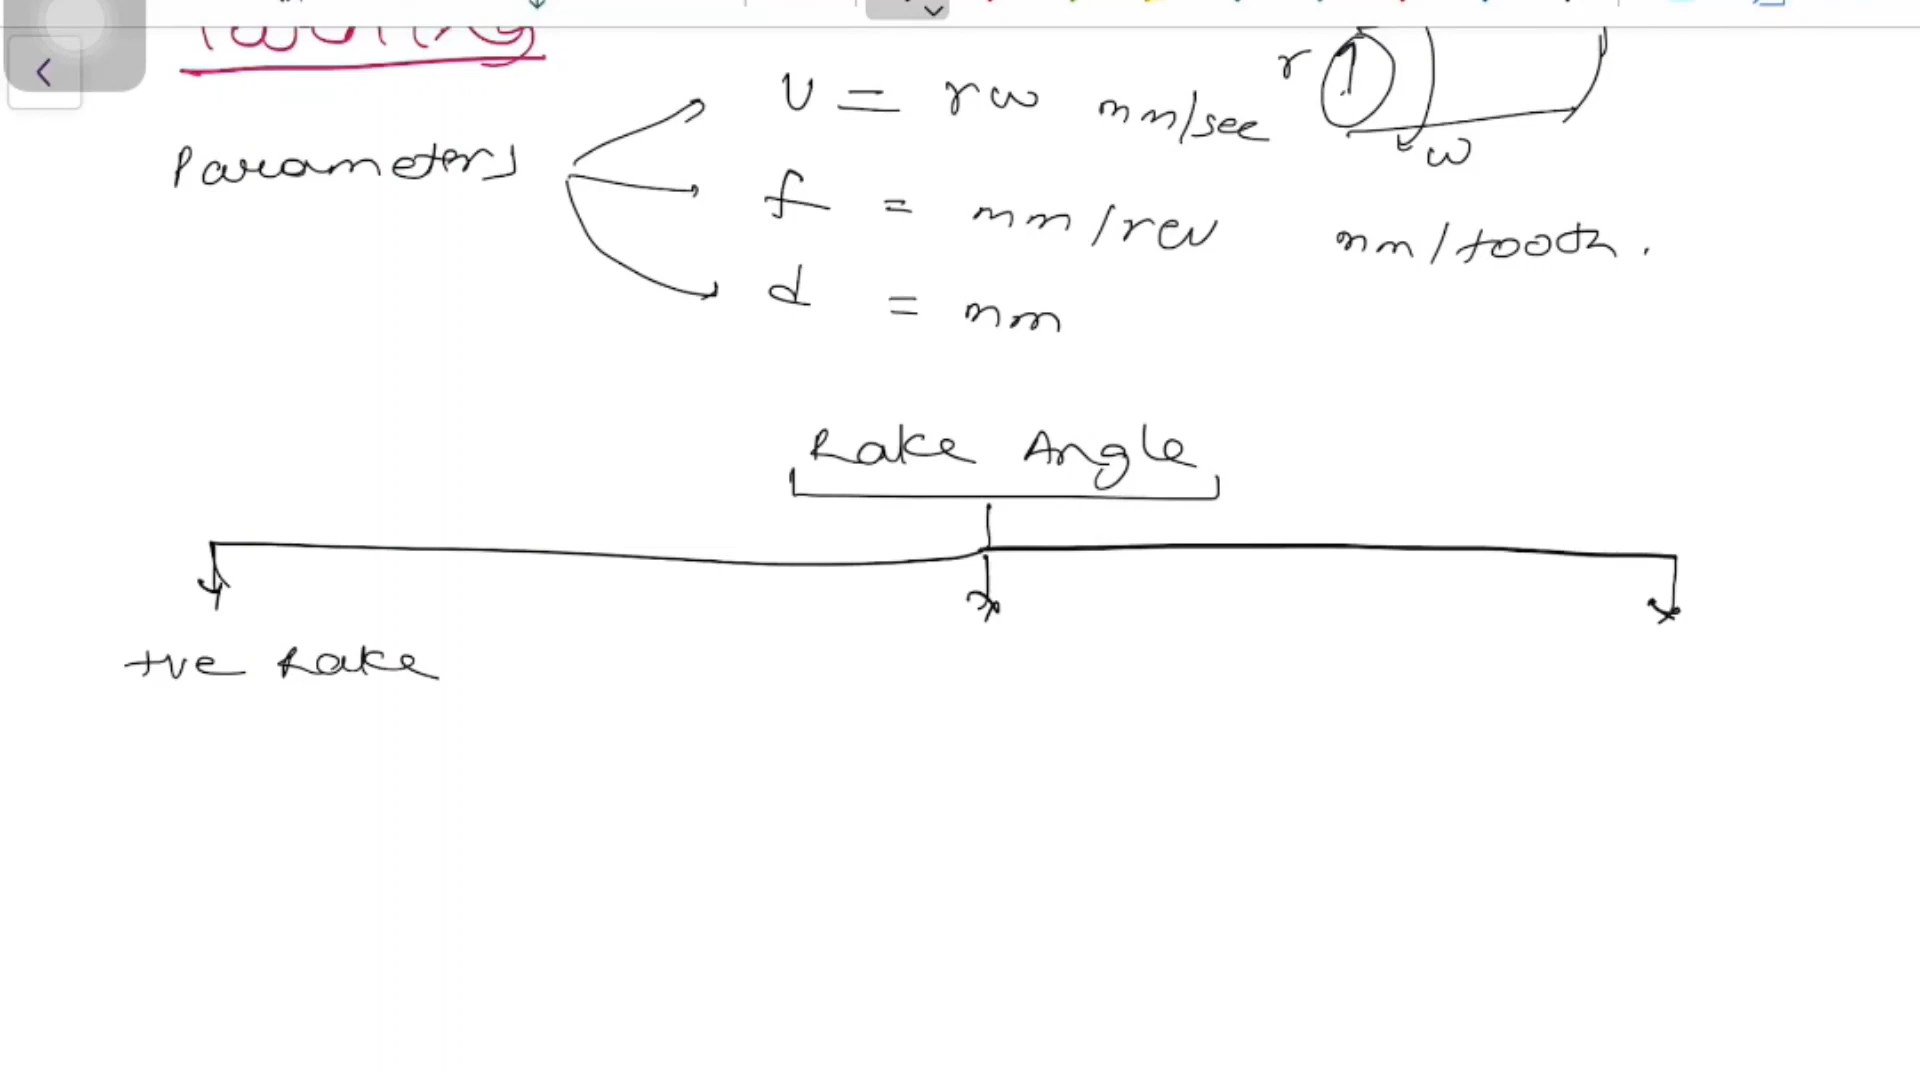 Parameters
v = rω mm/sec
r
ω
f = mm/rev mm/tooth.
d = mm
Rake Angle
+ve Rake